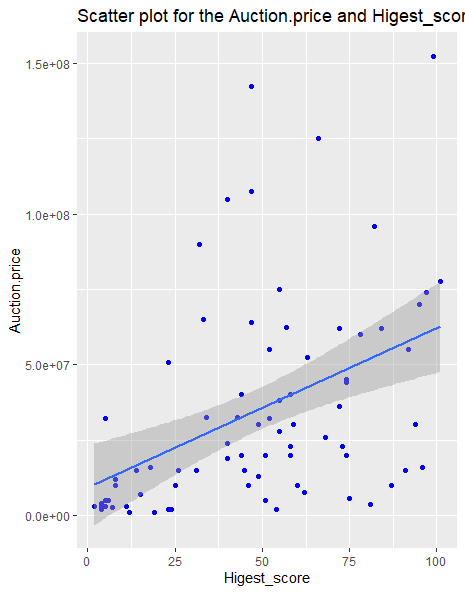 Scatter plot for the Auction.price and Higest_scor
1.5e+08
1.0e+08
5.0e+07
0.0e+00
Auction.price
0 25 50 75 100
Higest_score